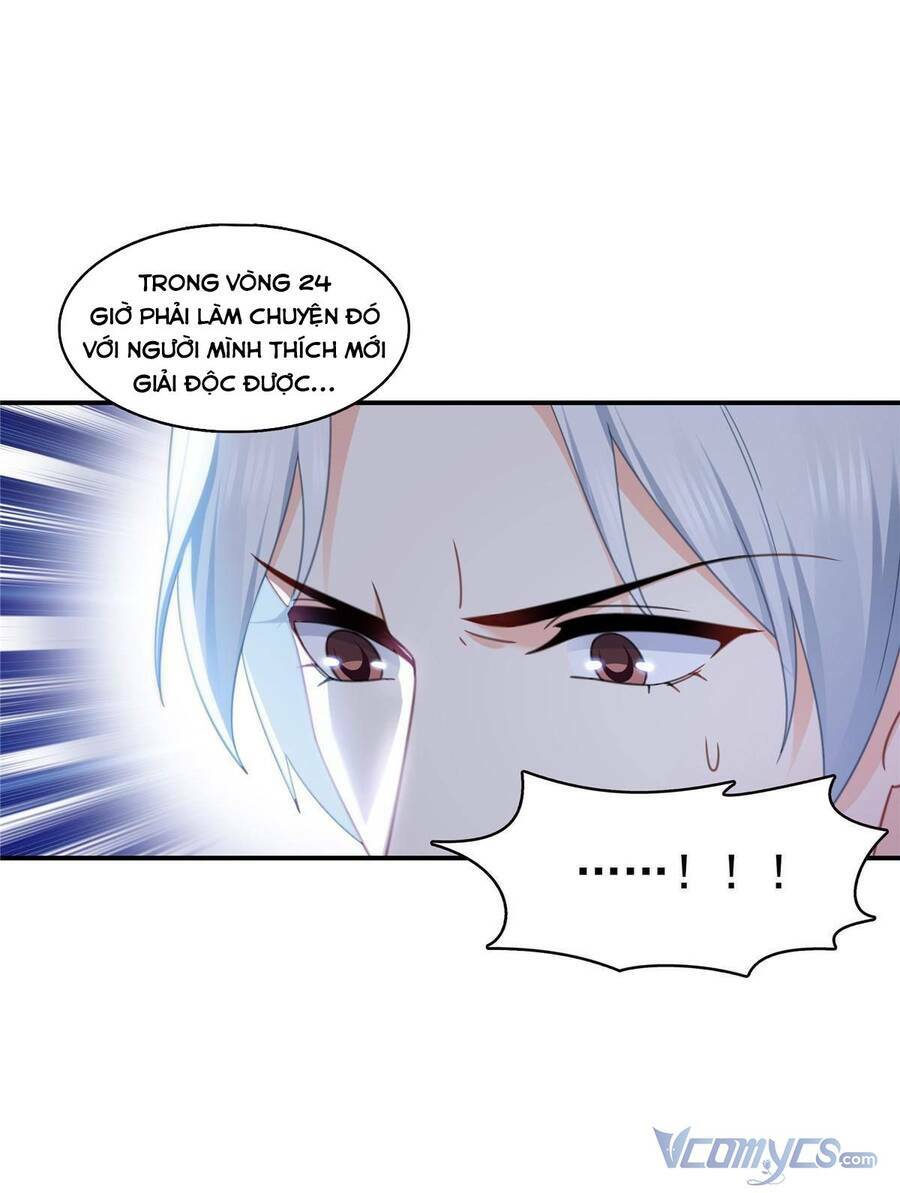 TRONG VÒNG 24
GIỜ PHẢI LÀM CHUYỆN ĐÓ
VỚI NGƯỜI MÌNH THÍCH MỚI
GIẢI ĐỘC ĐƯỢC...
······! ! !
VCOMYCS.com